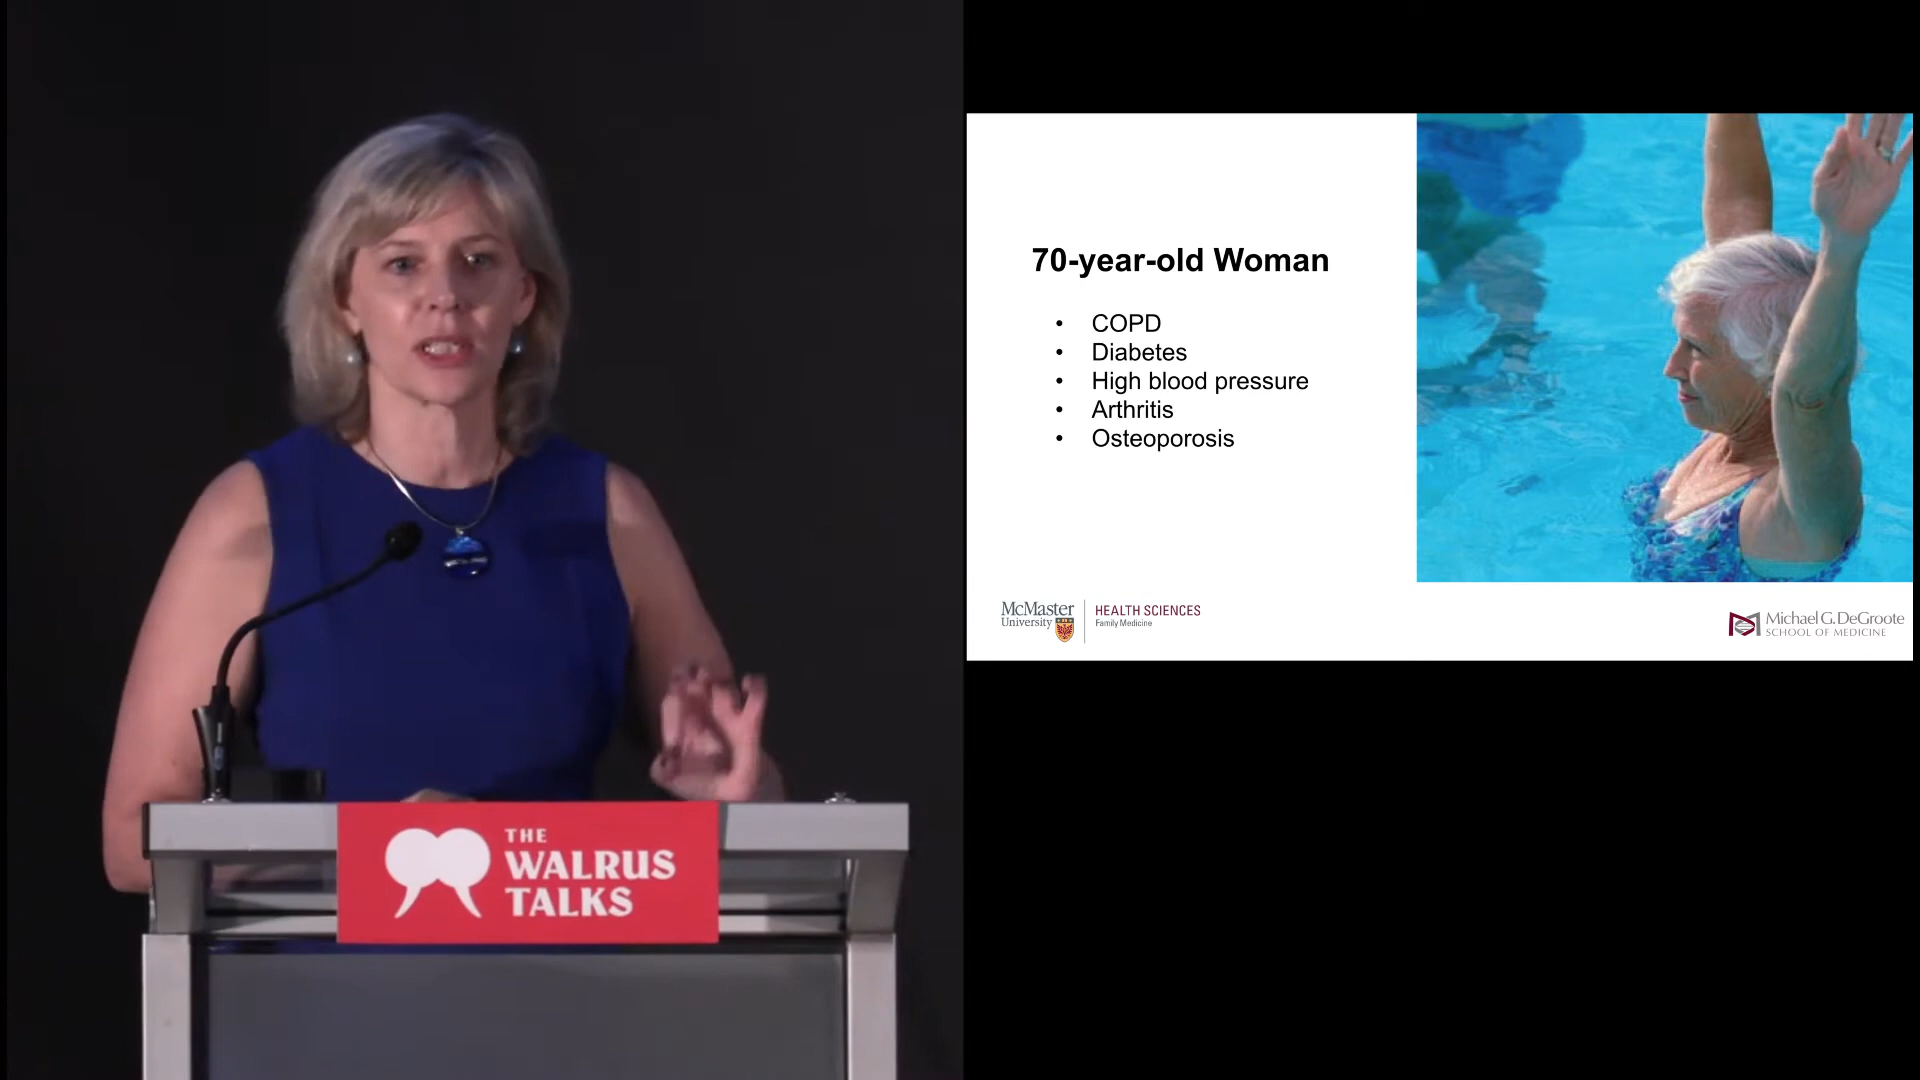 THE
WALRUS
TALKS
70-year-old Woman
• COPD
• Diabetes
• High blood pressure
• Arthritis
• Osteoporosis
McMaster
University
HEALTH SCIENCES
Family Medicine
Michael G. DeGroote
SCHOOL OF MEDICINE